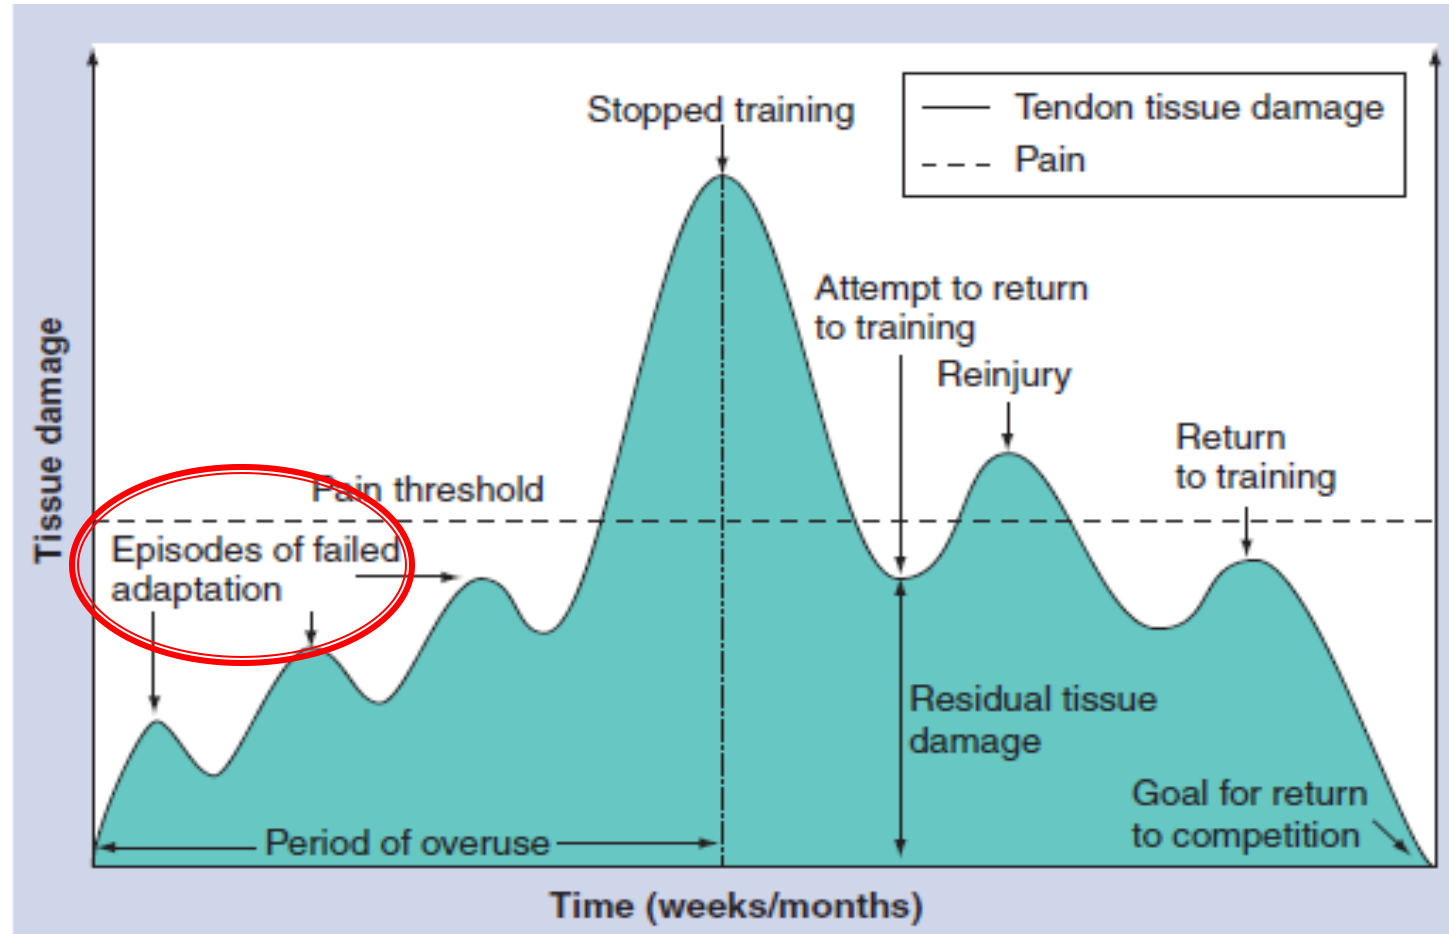 Stopped training
Tendon tissue damage
Pain
Attempt to return
to training
Reinjury
Return
to training
Pain threshold
Episodes of failed
adaptation
Tissue damage
Residual tissue
damage
Goal for return
to competition
Period of overuse
Time (weeks/months)